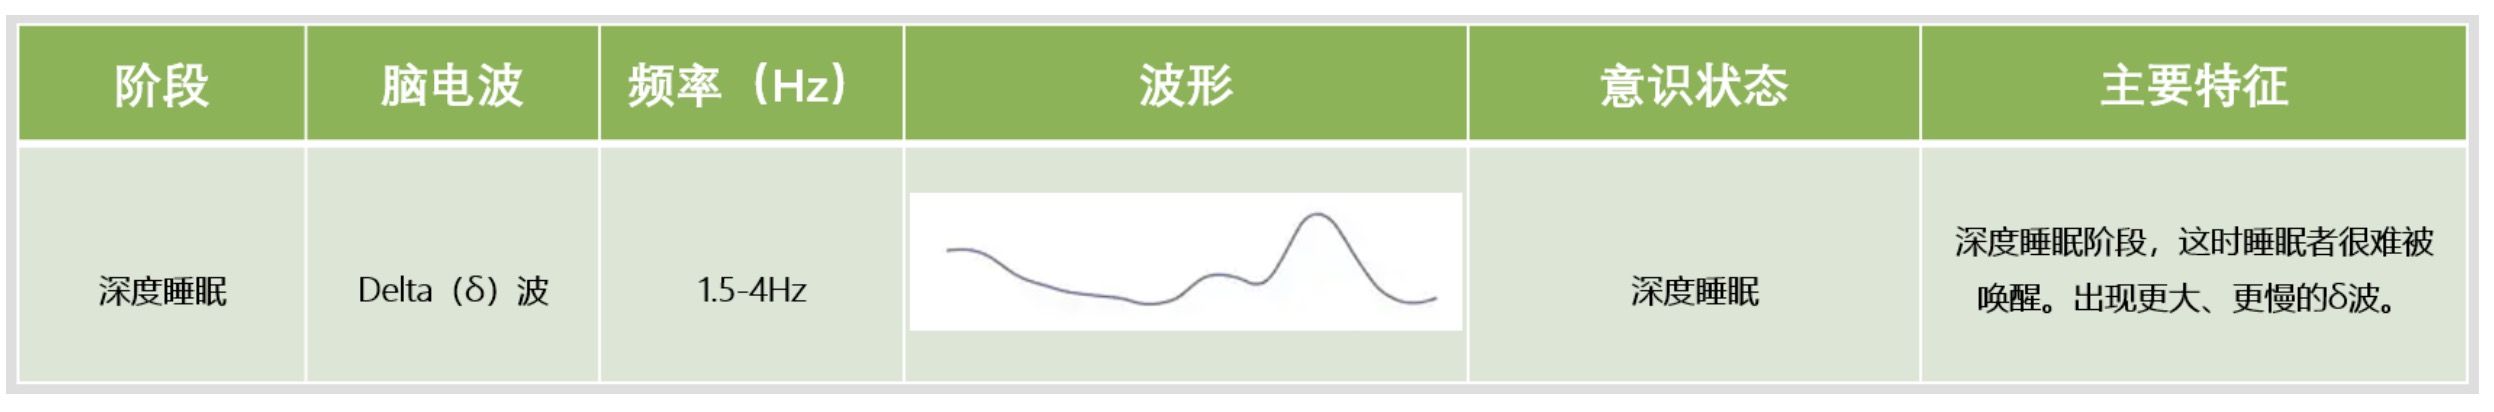 阶段
脑电波
频率（Hz）
波形
意识状态
主要特征
深度睡眠
Delta（δ）波
1.5-4Hz
深度睡眠
深度睡眠阶段，这时睡眠者很难被
唤醒。出现更大、更慢的δ波。